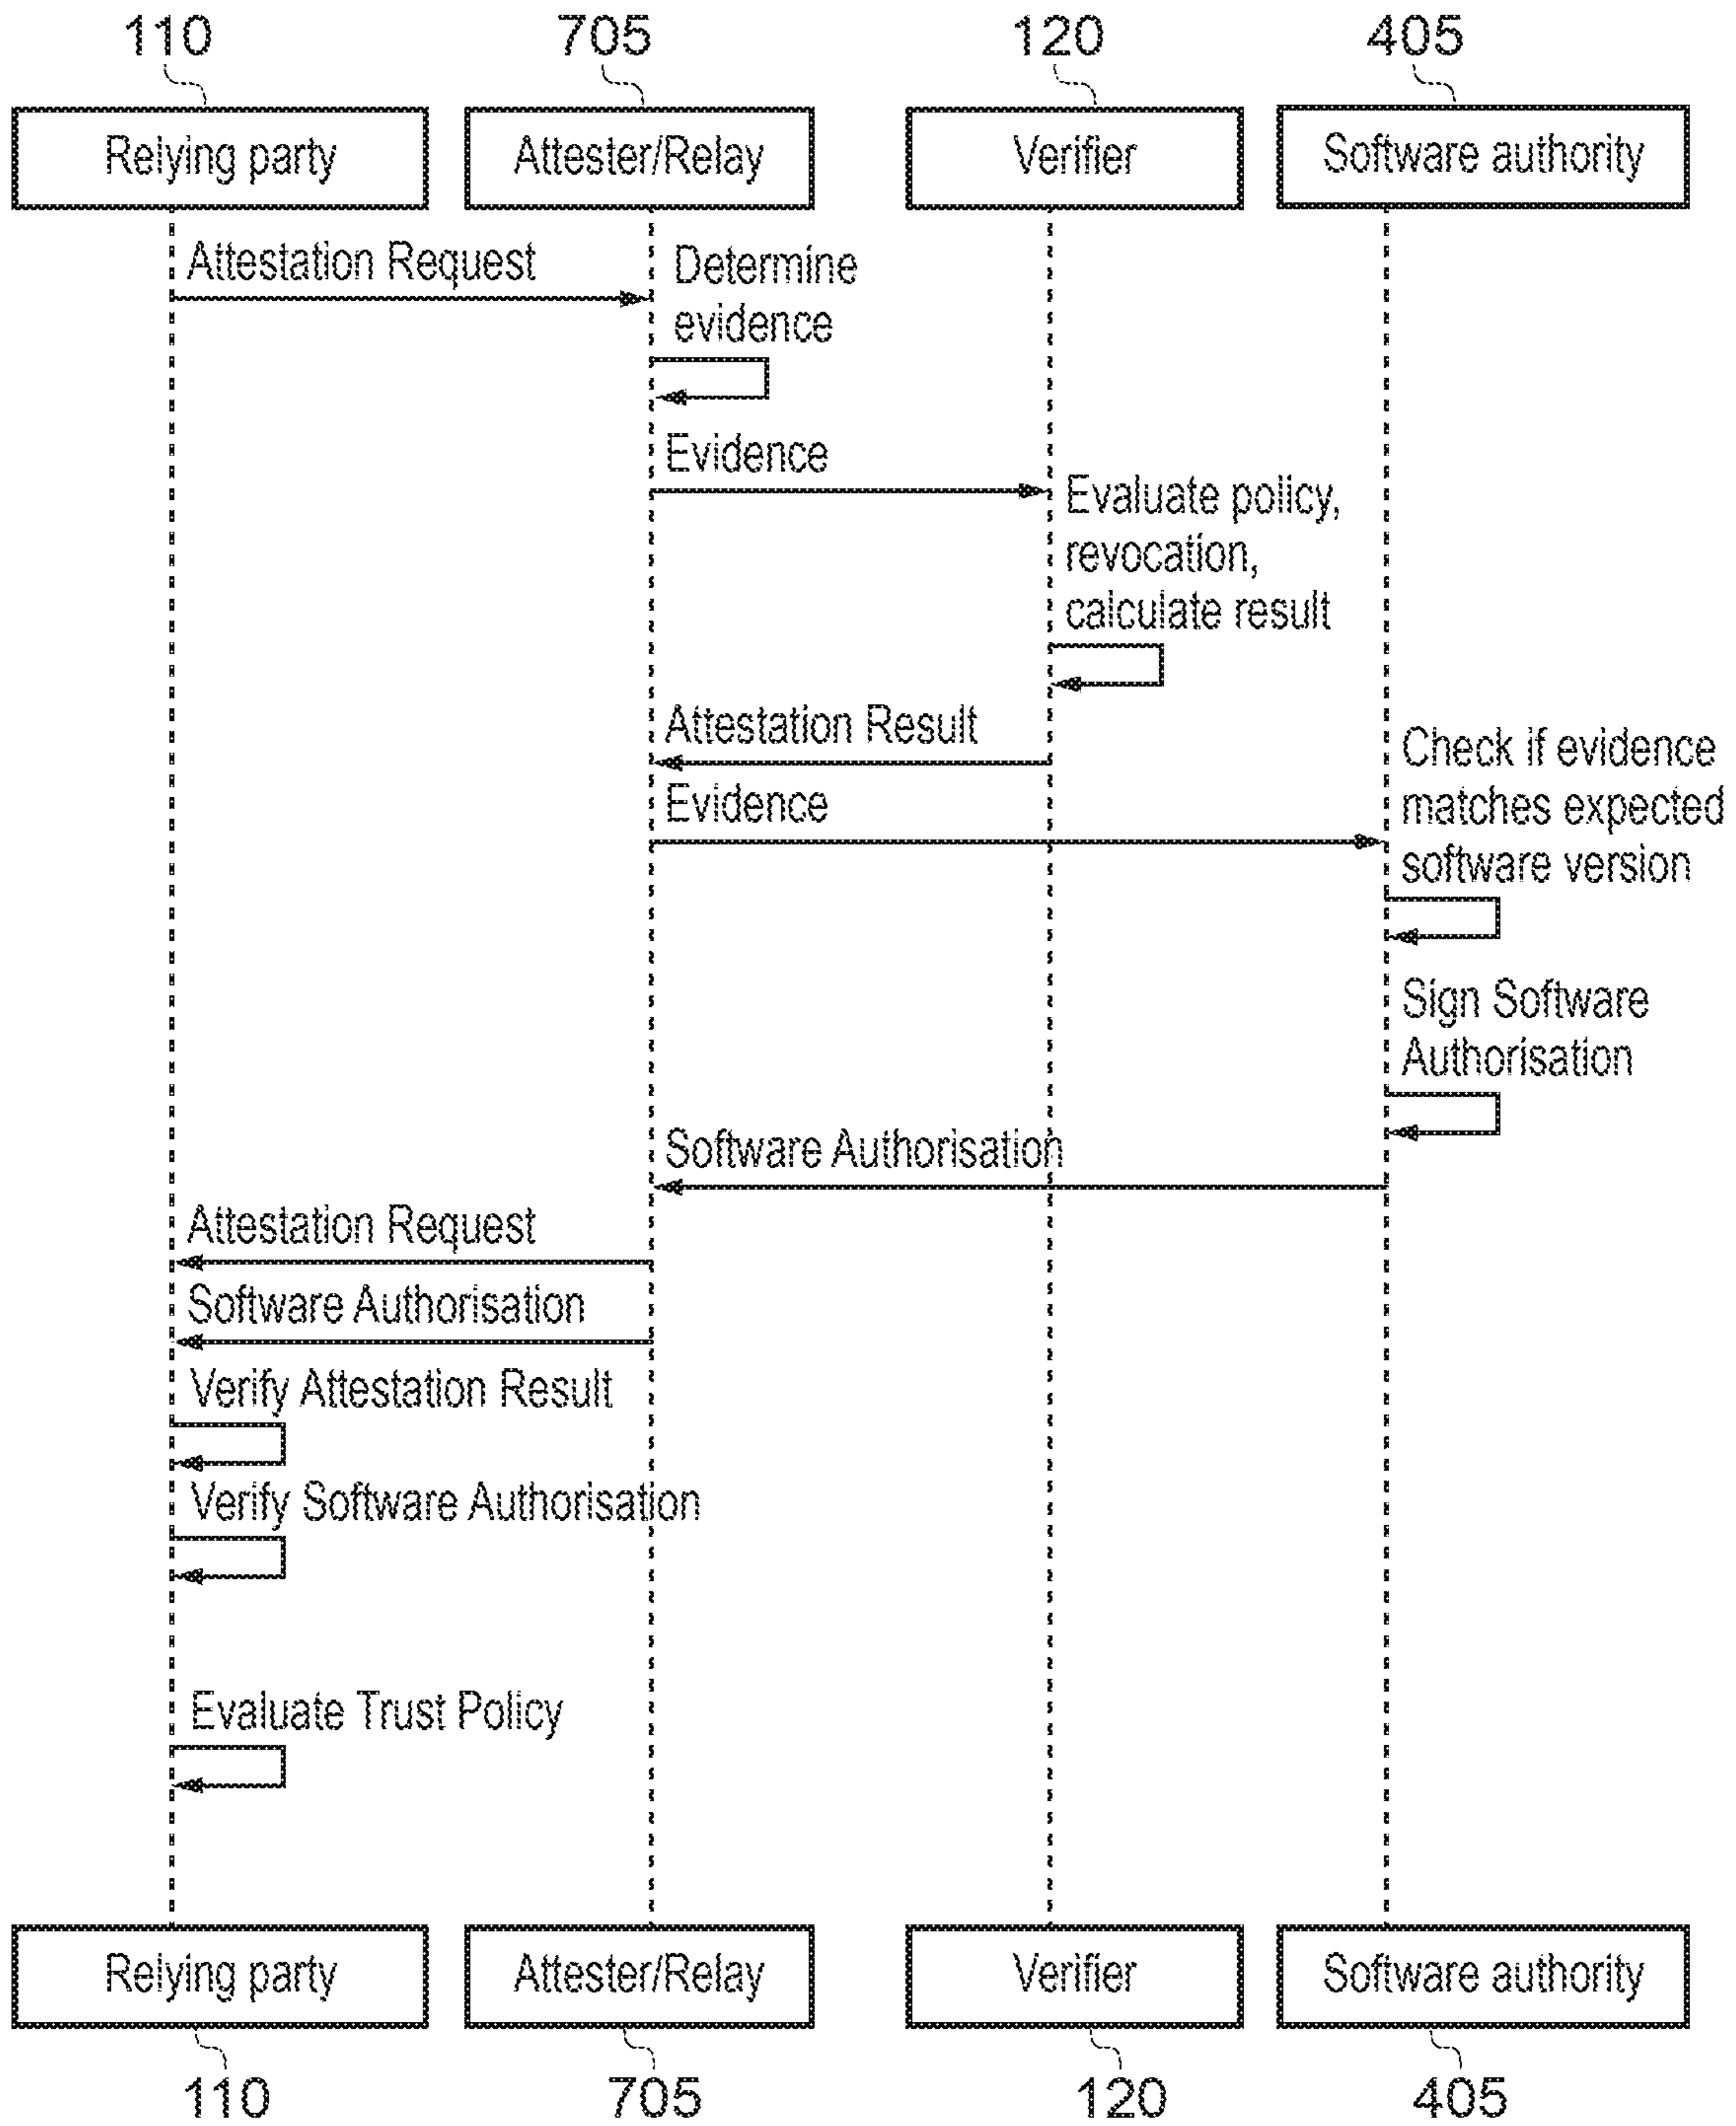 110
705
120
405
Relying party
Attester/Relay
Verifier
Software authority
Attestation Request
Determine
evidence
Evidence
Evaluate policy,
revocation,
calculate result
Attestation Result
Check if evidence
matches expected
software version
Evidence
Sign Software
Authorisation
Software Authorisation
Attestation Request
Software Authorisation
Verify Attestation Result
Verify Software Authorisation
Evaluate Trust Policy
Relying party
Attester/Relay
Verifier
Software authority
110
705
120
405